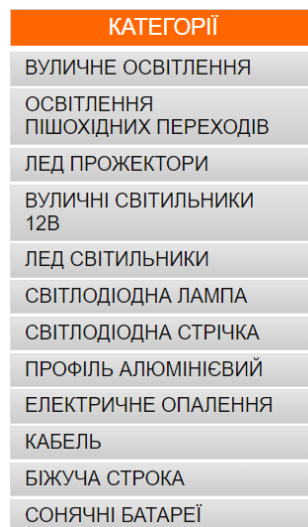 КАТЕГОРІЇ
ВУЛИЧНЕ ОСВІТЛЕННЯ
ОСВІТЛЕННЯ
ПІШОХІДНИХ ПЕРЕХОДІВ
ЛЕД ПРОЖЕКТОРИ
ВУЛИЧНІ СВІТИЛЬНИКИ
12В
ЛЕД СВІТИЛЬНИКИ
СВІТЛОДІОДНА ЛАМПА
СВІТЛОДІОДНА СТРІЧКА
ПРОФІЛЬ АЛЮМІНІЄВИЙ
ЕЛЕКТРИЧНЕ ОПАЛЕННЯ
КАБЕЛЬ
БІЖУЧА СТРОКА
СОНЯЧНІ БАТАРЕЇ